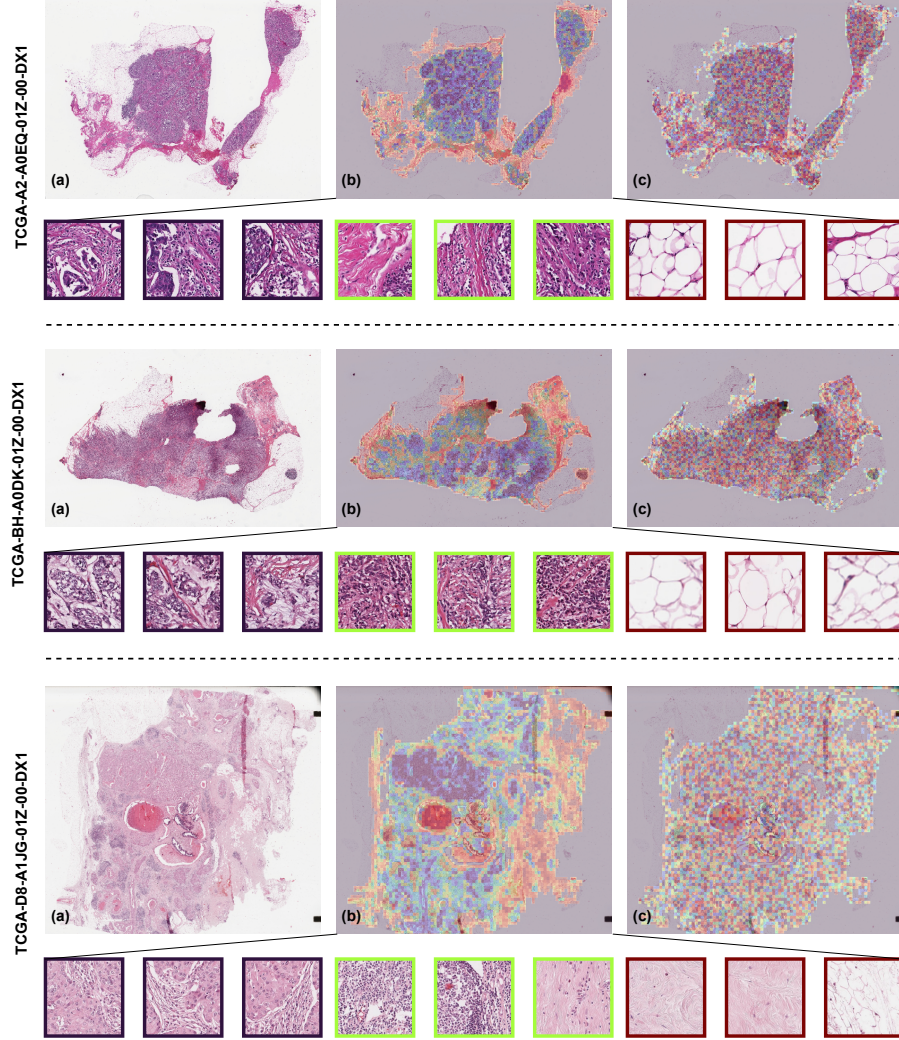 TCGA-A2-A0EQ-01Z-00-DX1
(a)
(b)
(c)
TCGA-BH-A0DK-01Z-00-DX1
(a)
(b)
(c)
TCGA-D8-A1JG-01Z-00-DX1
(a)
(b)
(c)